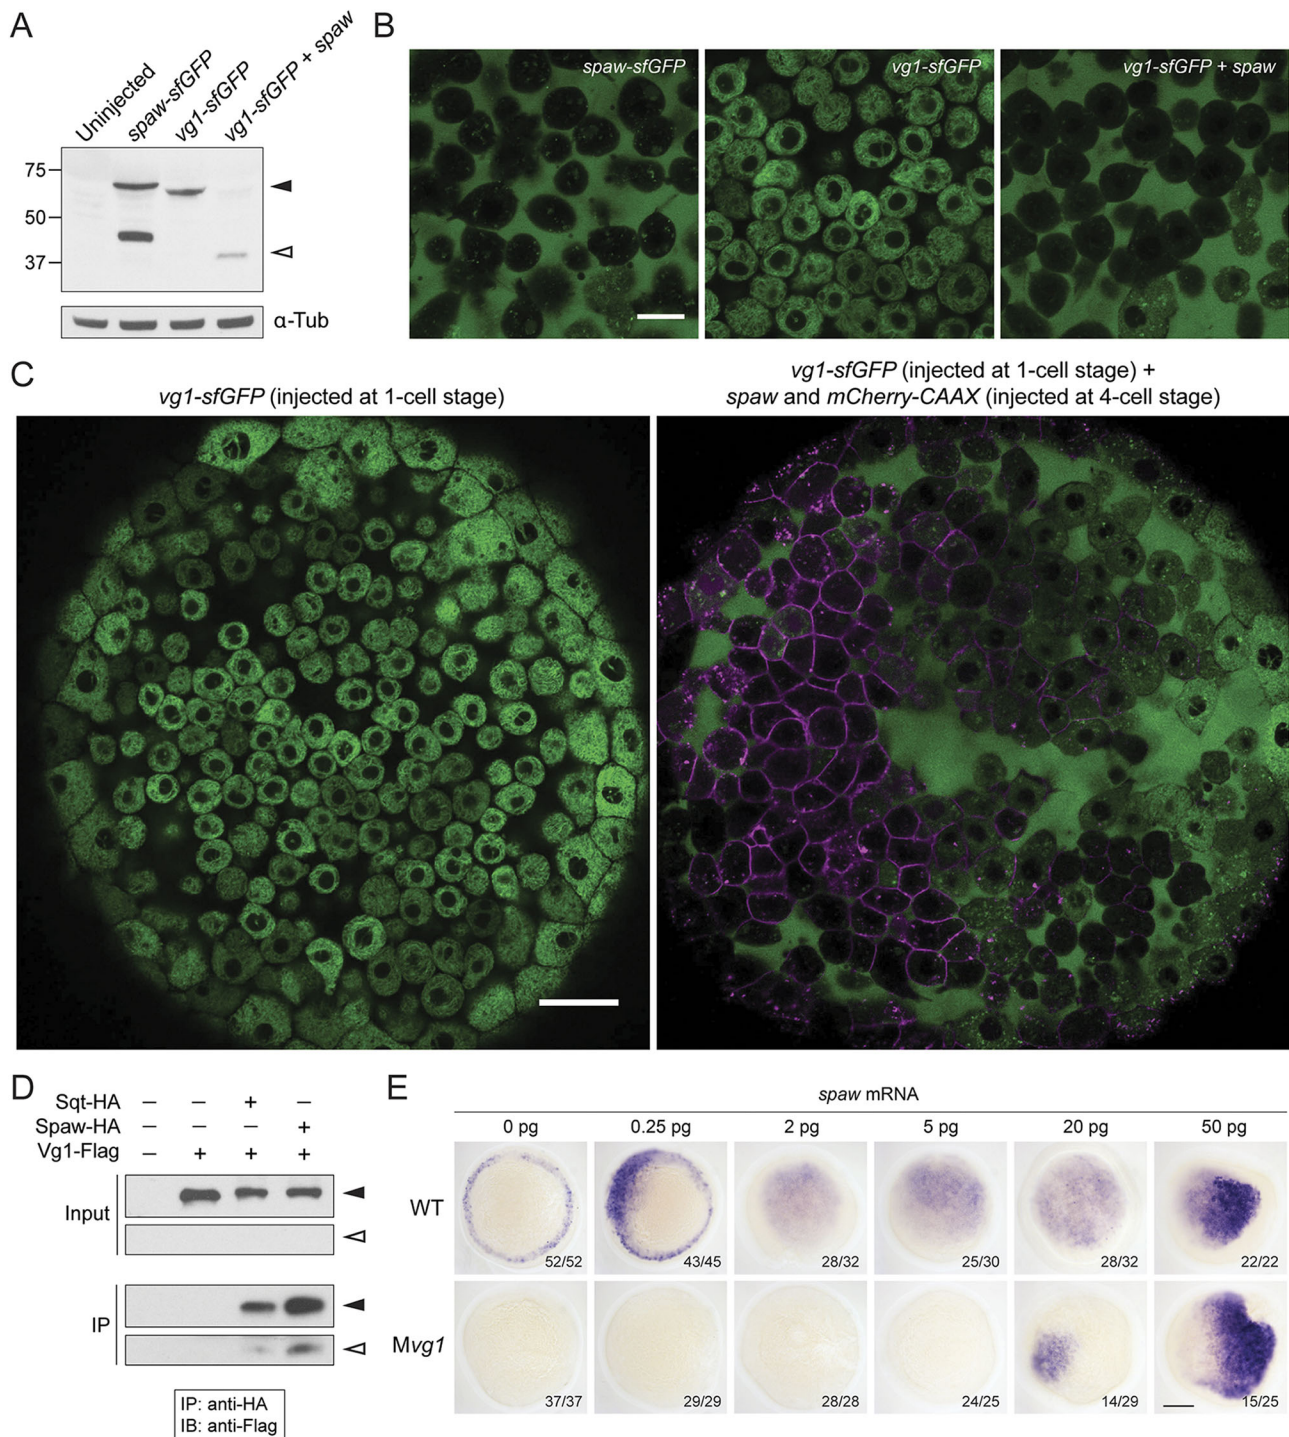 A
Uninjected
spaw-sfGFP
vg1-sfGFP
vg1-sfGFP + spaw
75
50
37
α-Tub
B
spaw-sfGFP
vg1-sfGFP
vg1-sfGFP + spaw
C
vg1-sfGFP (injected at 1-cell stage)
vg1-sfGFP (injected at 1-cell stage) +
spaw and mCherry-CAAX (injected at 4-cell stage)
D
Sqt-HA – – + –
Spaw-HA – – – +
Vg1-Flag – + + +
Input
IP
IP: anti-HA
IB: anti-Flag
E
spaw mRNA
0 pg 0.25 pg 2 pg 5 pg 20 pg 50 pg
WT
52/52 43/45 28/32 25/30 28/32 22/22
Mvg1
37/37 29/29 28/28 24/25 14/29 15/25